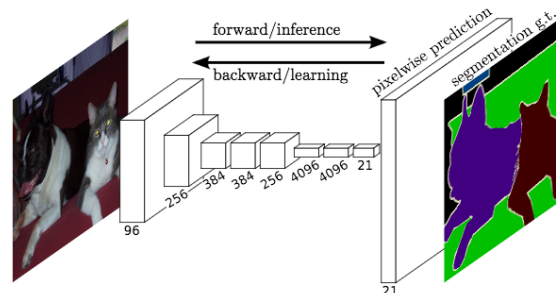 forward/inference
backward/learning
pixelwise prediction
segmentation g.t.
96
256
384
384
256
4096
4096
21
21